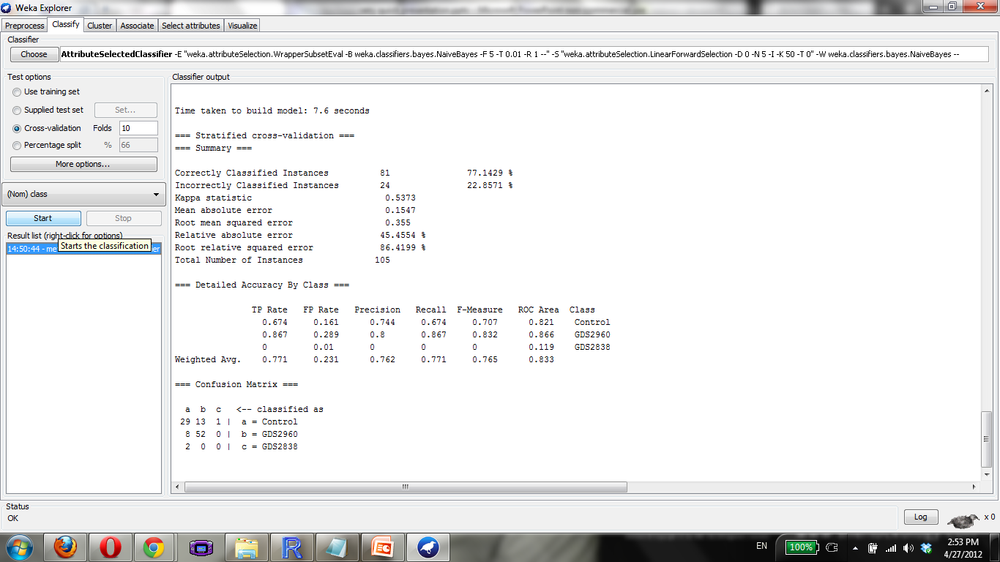 Weka Explorer
Preprocess Classify Cluster Associate Select attributes Visualize
Classifier
Choose AttributeSelectedClassifier -E "weka.attributeSelection.WrapperSubsetEval -B weka.classifiers.bayes.NaiveBayes -F 5 -T 0.01 -R 1 --" -S "weka.attributeSelection.LinearForwardSelection -D 0 -N 5 -I -K 50 -T 0" -W weka.classifiers.bayes.NaiveBayes --
Test options
Use training set
Supplied test set Set...
Cross-validation Folds 10
Percentage split % 66
More options...
(Nom) class
Start Stop
Result list (right-click for options)
14:50:44 - me
er
Starts the classification
Classifier output
Time taken to build model: 7.6 seconds
=== Stratified cross-validation ===
=== Summary ===
Correctly Classified Instances 81 77.1429 %
Incorrectly Classified Instances 24 22.8571 %
Kappa statistic 0.5373
Mean absolute error 0.1547
Root mean squared error 0.355
Relative absolute error 45.4554 %
Root relative squared error 86.4199 %
Total Number of Instances 105
=== Detailed Accuracy By Class ===
TP Rate FP Rate Precision Recall F-Measure ROC Area Class
0.674 0.161 0.744 0.674 0.707 0.821 Control
0.867 0.289 0.8 0.867 0.832 0.866 GDS2960
0 0.01 0 0 0 0.119 GDS2838
Weighted Avg. 0.771 0.231 0.762 0.771 0.765 0.833
=== Confusion Matrix ===
a b c <-- classified as
29 13 1 | a = Control
8 52 0 | b = GDS2960
2 0 0 | c = GDS2838
Status
OK
Log
x 0
EN
100%
2:53 PM
4/27/2012